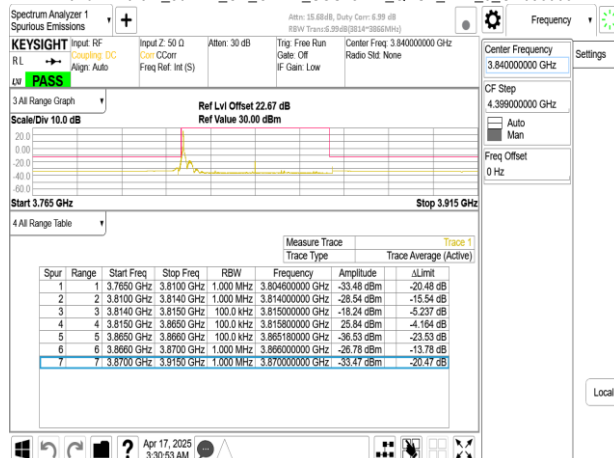 Spectrum Analyzer 1
Spurious Emissions
Attn: 15.68dB, Duty Corr: 6.99 dB
RBW Trans:6.99dB(3814~3866MHz)
Frequency
KEYSIGHT
Input: RF
Input Z: 50 Ω
Atten: 30 dB
Trig: Free Run
Center Freq: 3.840000000 GHz
RL
Coupling: DC
Corr CCorr
Gate: Off
Radio Std: None
Align: Auto
Freq Ref: Int (S)
IF Gain: Low
LXI
PASS
Center Frequency
3.840000000 GHz
Settings
CF Step
4.399000000 GHz
Auto
Man
Freq Offset
0 Hz
3 All Range Graph
Ref Lvl Offset 22.67 dB
Scale/Div 10.0 dB
Ref Value 30.00 dBm
20.0
0.00
-20.0
-40.0
-60.0
Start 3.765 GHz
Stop 3.915 GHz
4 All Range Table
Measure Trace Trace 1
Trace Type Trace Average (Active)
Spur Range Start Freq Stop Freq RBW Frequency Amplitude ΔLimit
1 1 3.7650 GHz 3.8100 GHz 1.000 MHz 3.804600000 GHz -33.48 dBm -20.48 dB
2 2 3.8100 GHz 3.8140 GHz 1.000 MHz 3.814000000 GHz -28.54 dBm -15.54 dB
3 3 3.8140 GHz 3.8150 GHz 100.0 kHz 3.815000000 GHz -18.24 dBm -5.237 dB
4 4 3.8150 GHz 3.8650 GHz 100.0 kHz 3.815800000 GHz 25.84 dBm -4.164 dB
5 5 3.8650 GHz 3.8660 GHz 100.0 kHz 3.865180000 GHz -36.53 dBm -23.53 dB
6 6 3.8660 GHz 3.8700 GHz 1.000 MHz 3.866000000 GHz -26.78 dBm -13.78 dB
7 7 3.8700 GHz 3.9150 GHz 1.000 MHz 3.870000000 GHz -33.47 dBm -20.47 dB
Local
Apr 17, 2025
3:30:53 AM